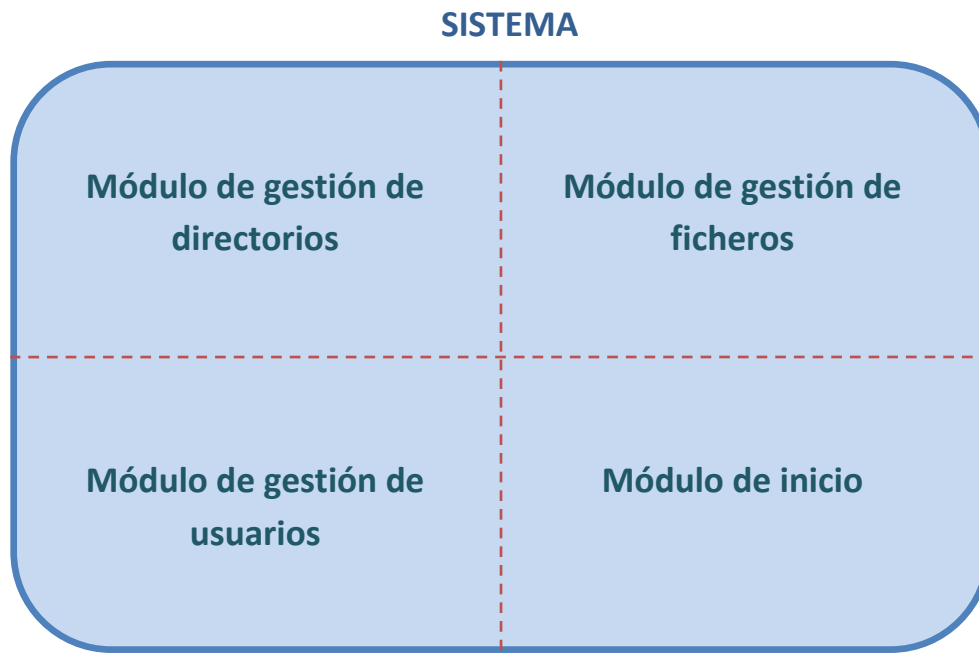 SISTEMA
Módulo de gestión de
directorios
Módulo de gestión de
ficheros
Módulo de gestión de
usuarios
Módulo de inicio